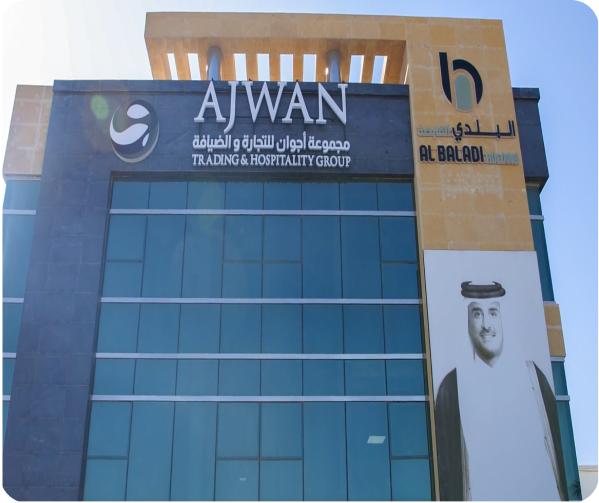 AJWAN
مجموعة أجوان للتجارة و الضيافة
TRADING & HOSPITALITY GROUP
البلدي
AL BALADI